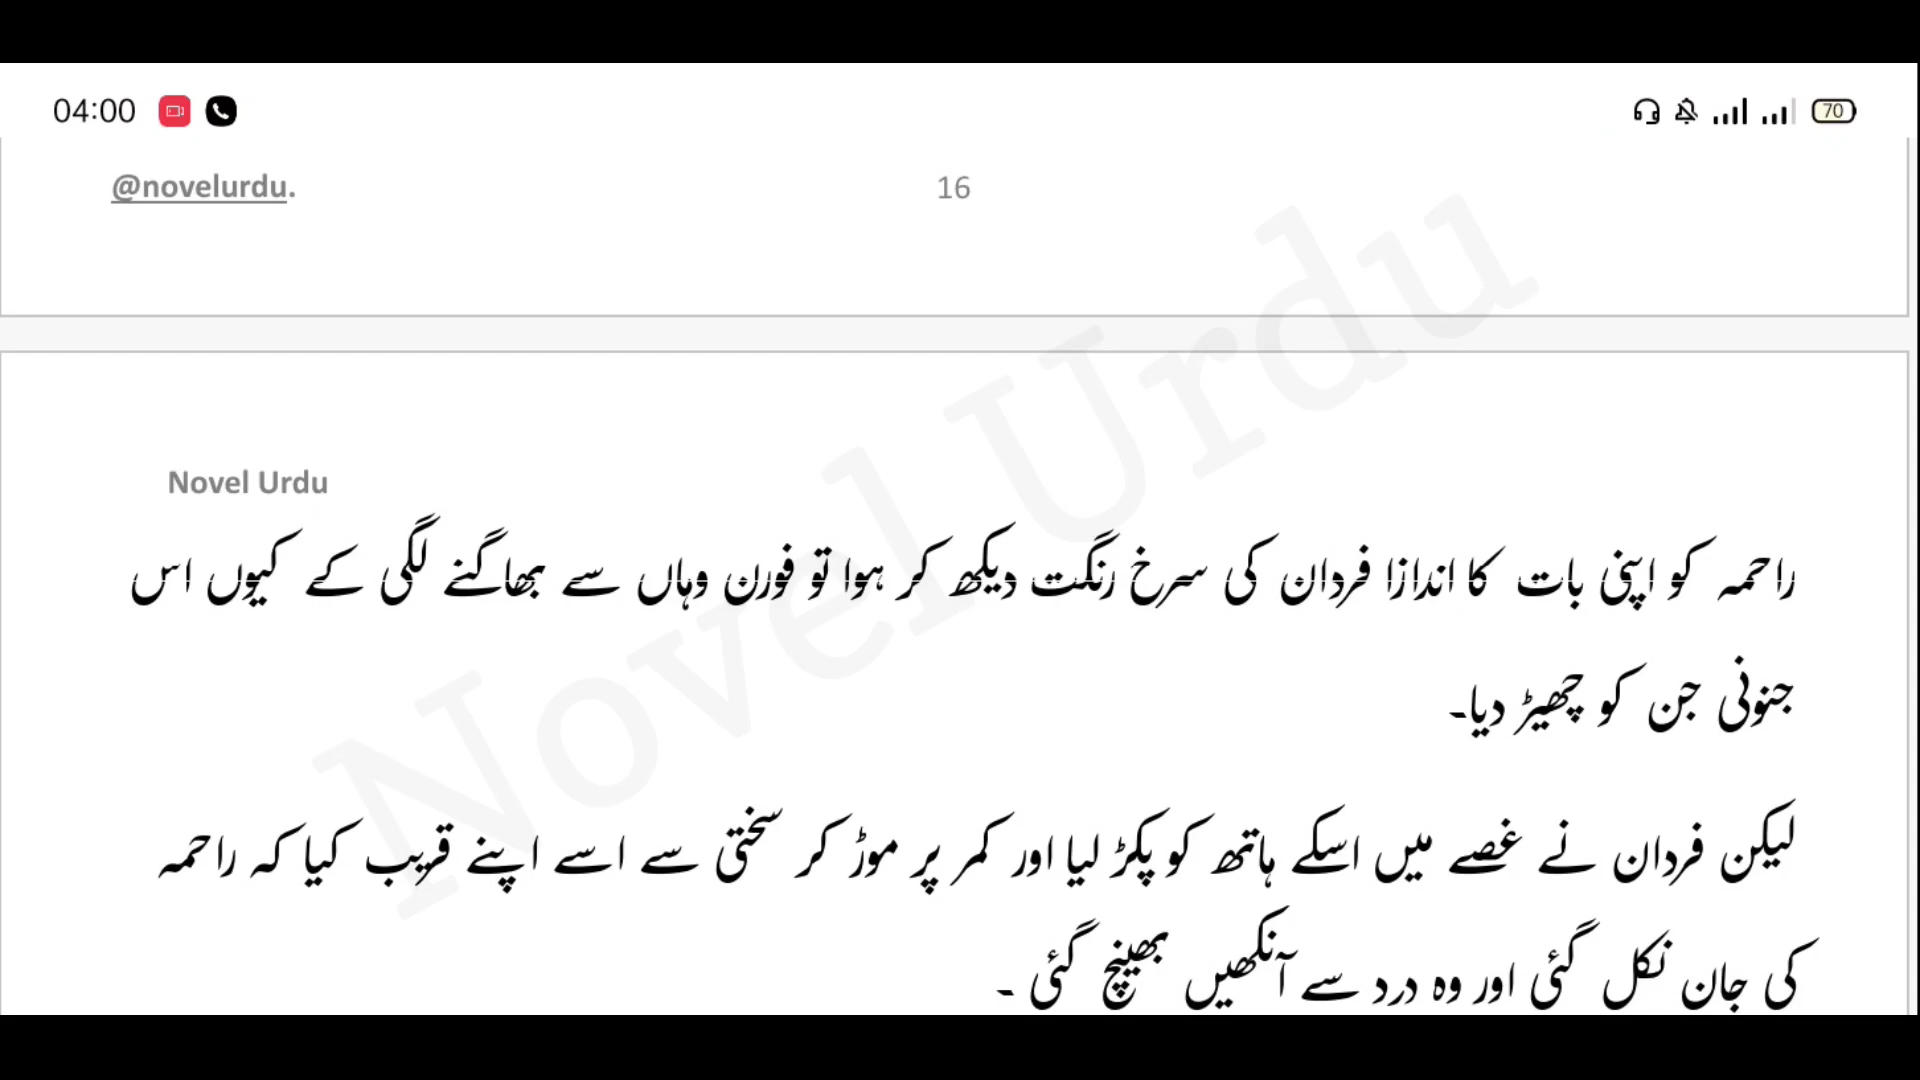 04:00
70
@novelurdu.
16
Novel Urdu
Novel Urdu
راحمہ کو اپنی بات کا اندازا فردان کی سرخ رنگت دیکھ کر ہوا تو فورن وہاں سے بھاگنے لگی کے کیوں اس
جنونی جن کو چھیڑ دیا۔
لیکن فردان نے غصے میں اسکے ہاتھ کو پکڑ لیا اور کمر پر موڑ کر سختی سے اسے اپنے قریب کیا کہ راحمہ
کی جان نکل گئی اور وہ درد سے آنکھیں بھینچ گئی ۔